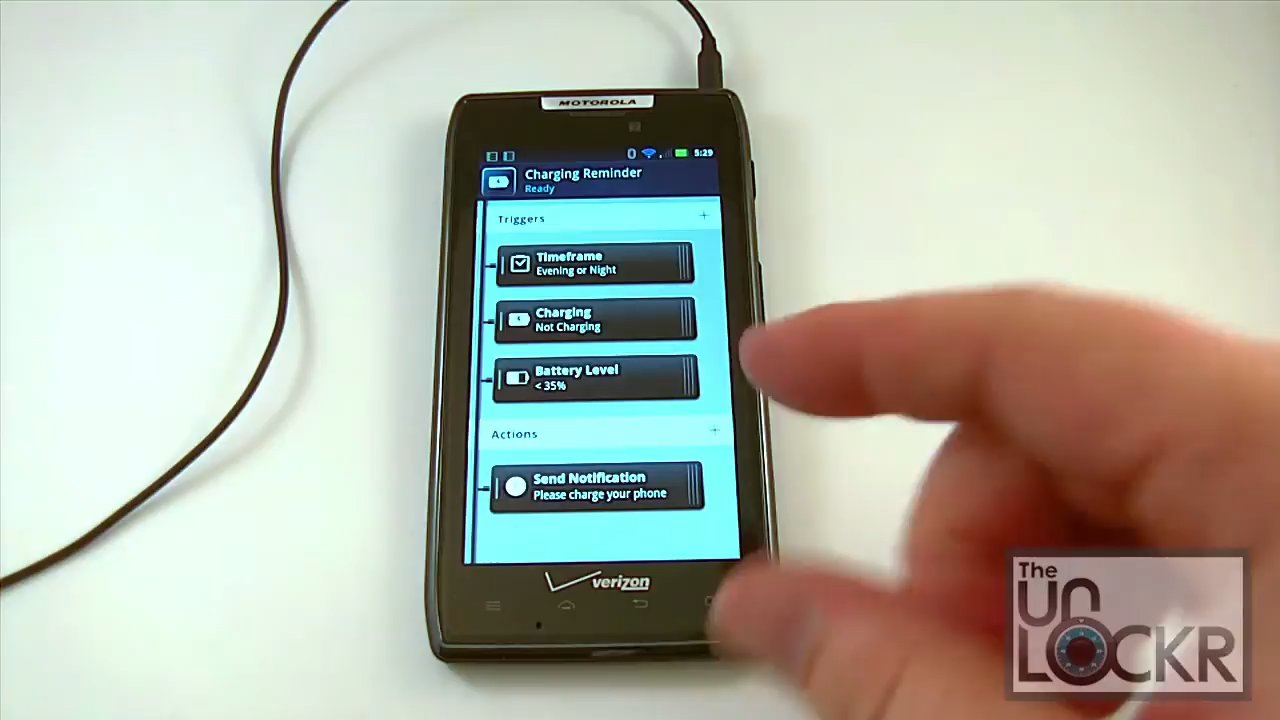 MOTOROLA
5:29
Charging Reminder
Ready
Triggers
Timeframe
Evening or Night
Charging
Not Charging
Battery Level
< 35%
Actions
Send Notification
Please charge your phone
verizon
The
UN
LOCKR